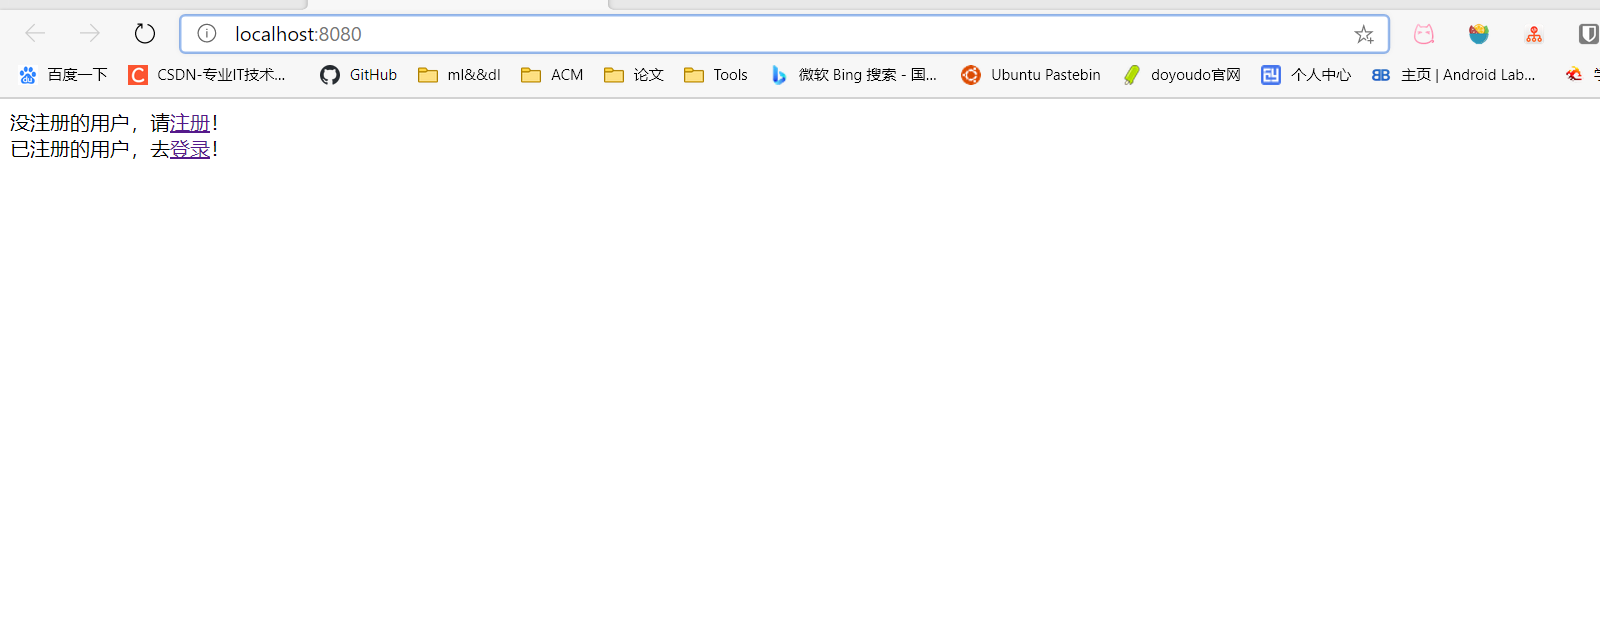 localhost:8080
百度一下 CSDN-专业IT技术... GitHub ml&&dl ACM 论文 Tools 微软 Bing 搜索 - 国... Ubuntu Pastebin doyoudo官网 个人中心 主页 | Android Lab...
没注册的用户，请注册！
已注册的用户，去登录！